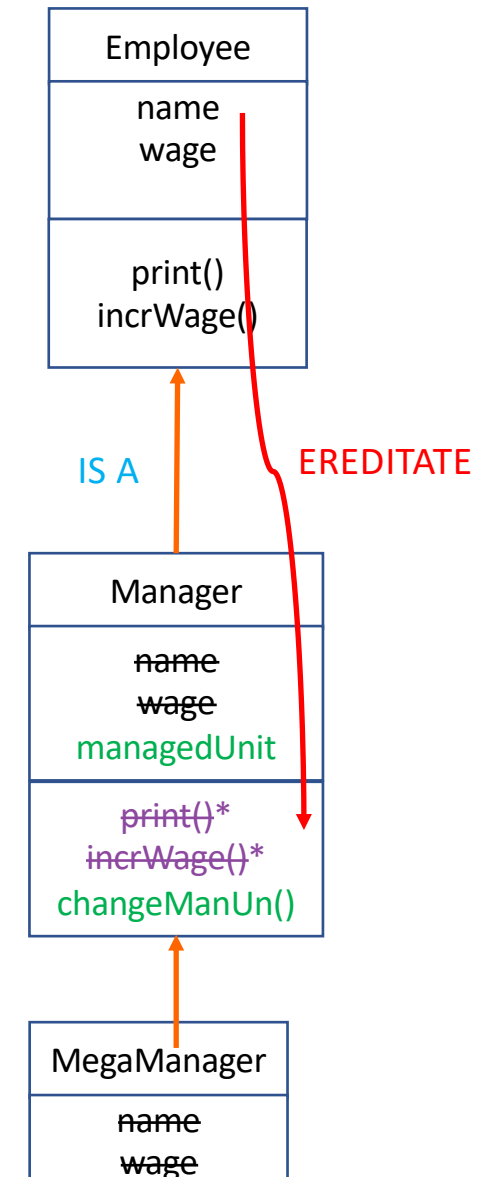 Employee
name
wage
print()
incrWage()
IS A
EREDITATE
Manager
name
wage
managedUnit
print()*
incrWage()*
changeManUn()
MegaManager
name
wage